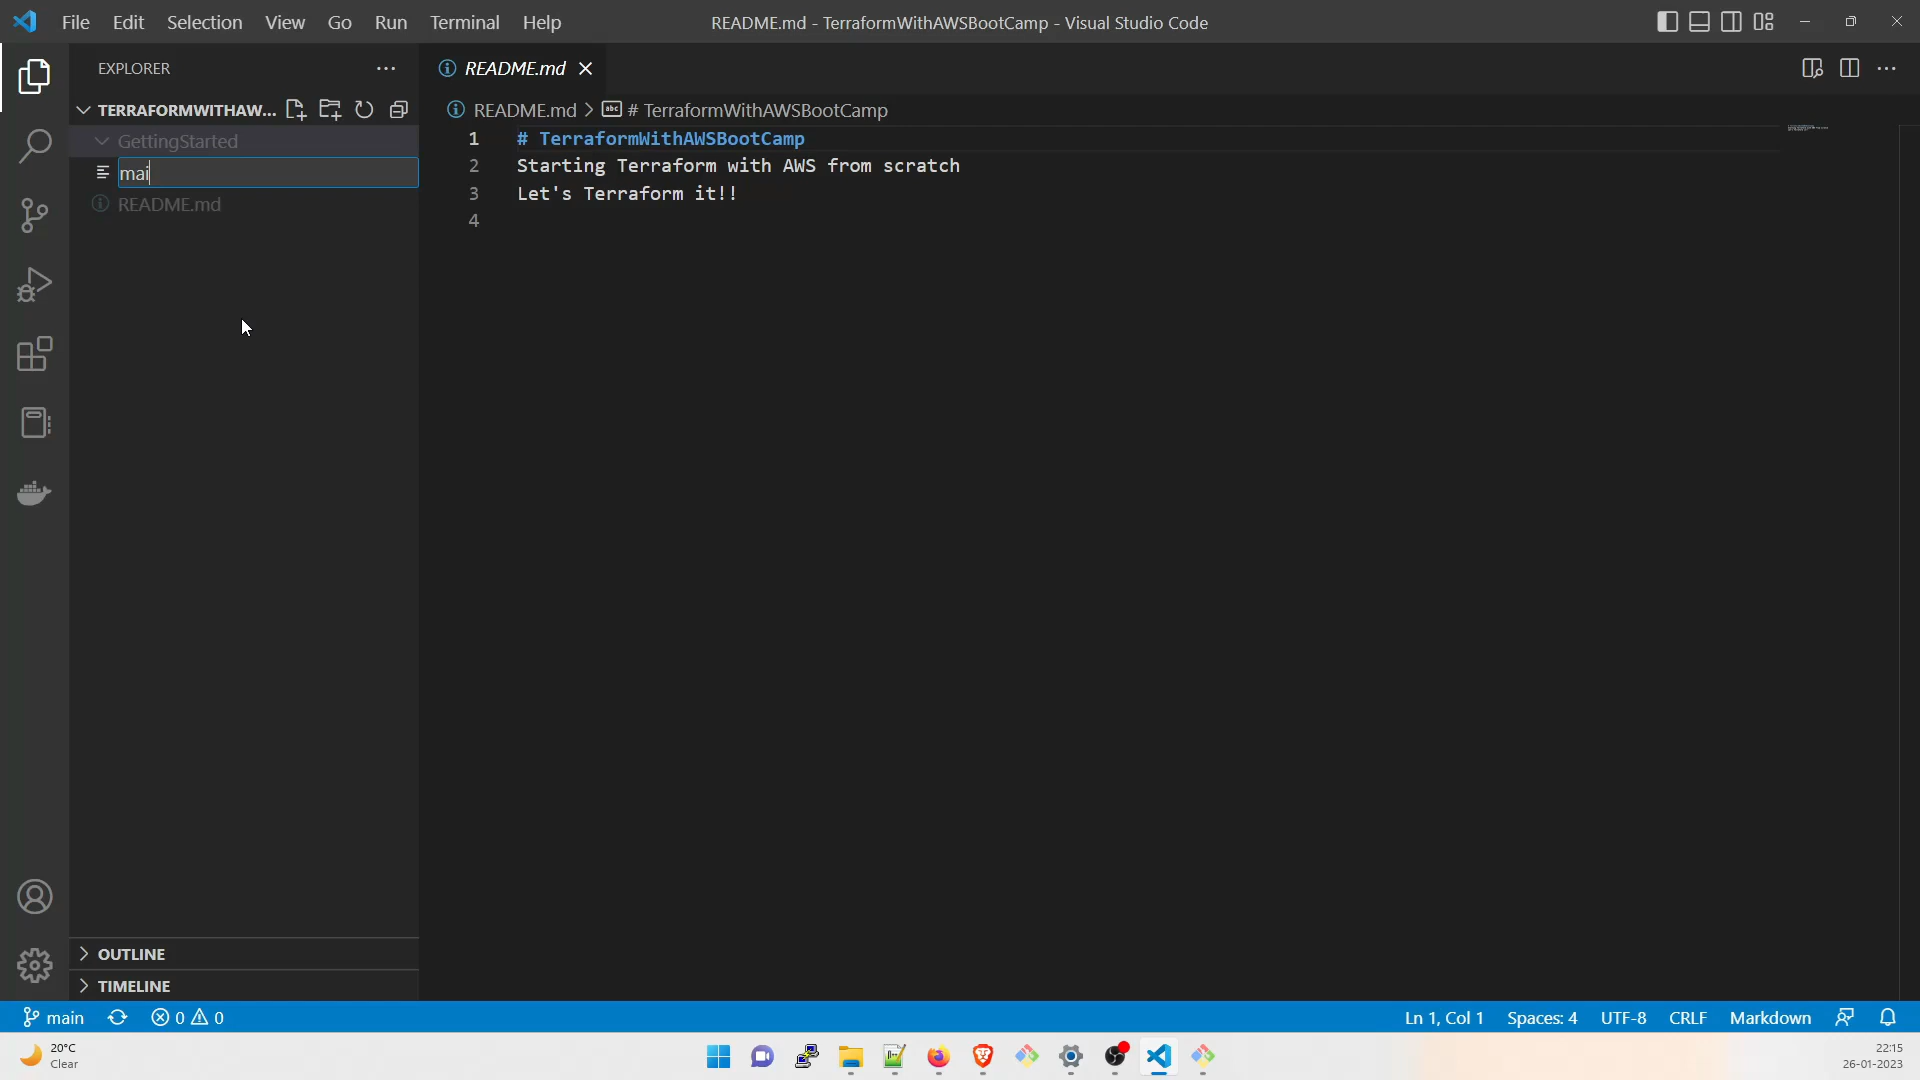 File Edit Selection View Go Run Terminal Help
README.md - TerraformWithAWSBootCamp - Visual Studio Code
EXPLORER
README.md
TERRAFORMWITHAW...
README.md > # TerraformWithAWSBootCamp
GettingStarted
mai
README.md
1 # TerraformWithAWSBootCamp
2 Starting Terraform with AWS from scratch
3 Let's Terraform it!!
4
OUTLINE
TIMELINE
main 0 0
Ln 1, Col 1 Spaces: 4 UTF-8 CRLF Markdown
20°C
Clear
22:15
26-01-2023